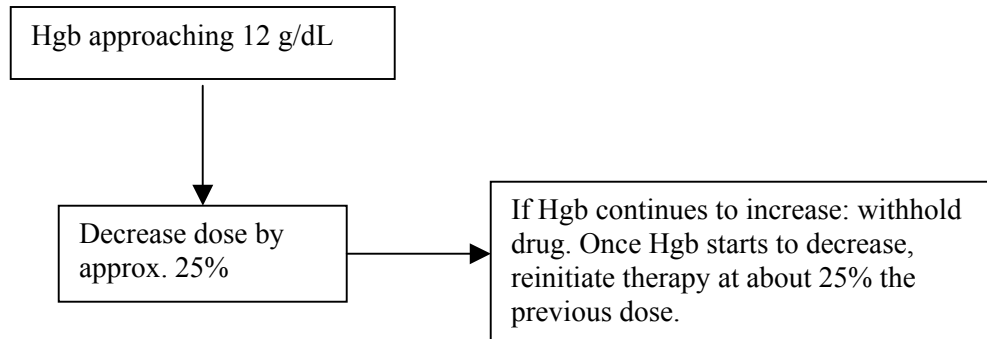 Hgb approaching 12 g/dL
Decrease dose by
approx. 25%
If Hgb continues to increase: withhold
drug. Once Hgb starts to decrease,
reinitiate therapy at about 25% the
previous dose.